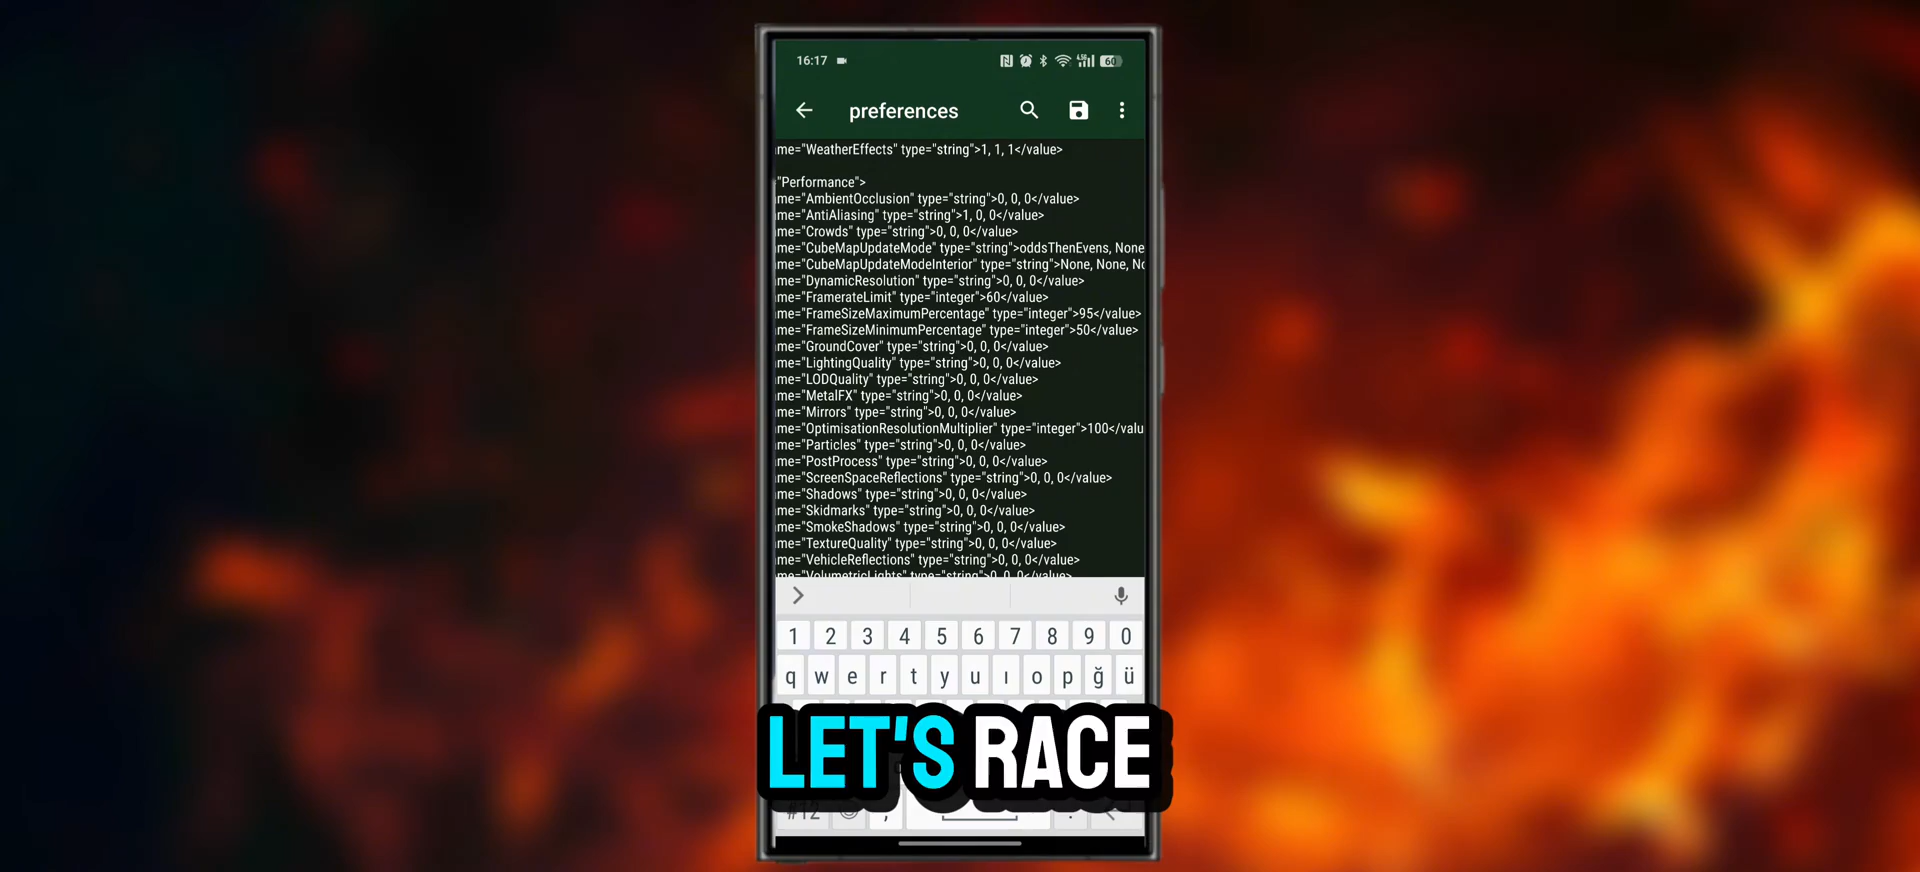 16:17 60
preferences
me="WeatherEffects" type="string">1, 1, 1</value>
"Performance">
me="AmbientOcclusion" type="string">0, 0, 0</value>
me="AntiAliasing" type="string">1, 0, 0</value>
me="Crowds" type="string">0, 0, 0</value>
me="CubeMapUpdateMode" type="string">oddsThenEvens, None
me="CubeMapUpdateModeInterior" type="string">None, None, No
me="DynamicResolution" type="string">0, 0, 0</value>
me="FramerateLimit" type="integer">60</value>
me="FrameSizeMaximumPercentage" type="integer">95</value>
me="FrameSizeMinimumPercentage" type="integer">50</value>
me="GroundCover" type="string">0, 0, 0</value>
me="LightingQuality" type="string">0, 0, 0</value>
me="LODQuality" type="string">0, 0, 0</value>
me="MetalFX" type="string">0, 0, 0</value>
me="Mirrors" type="string">0, 0, 0</value>
me="OptimisationResolutionMultiplier" type="integer">100</valu
me="Particles" type="string">0, 0, 0</value>
me="PostProcess" type="string">0, 0, 0</value>
me="ScreenSpaceReflections" type="string">0, 0, 0</value>
me="Shadows" type="string">0, 0, 0</value>
me="Skidmarks" type="string">0, 0, 0</value>
me="SmokeShadows" type="string">0, 0, 0</value>
me="TextureQuality" type="string">0, 0, 0</value>
me="VehicleReflections" type="string">0, 0, 0</value>
me="VolumetricLights" type="string">0, 0, 0</value>
1 2 3 4 5 6 7 8 9 0
q w e r t y u ı o p ğ ü
LET'S RACE
#12 , .